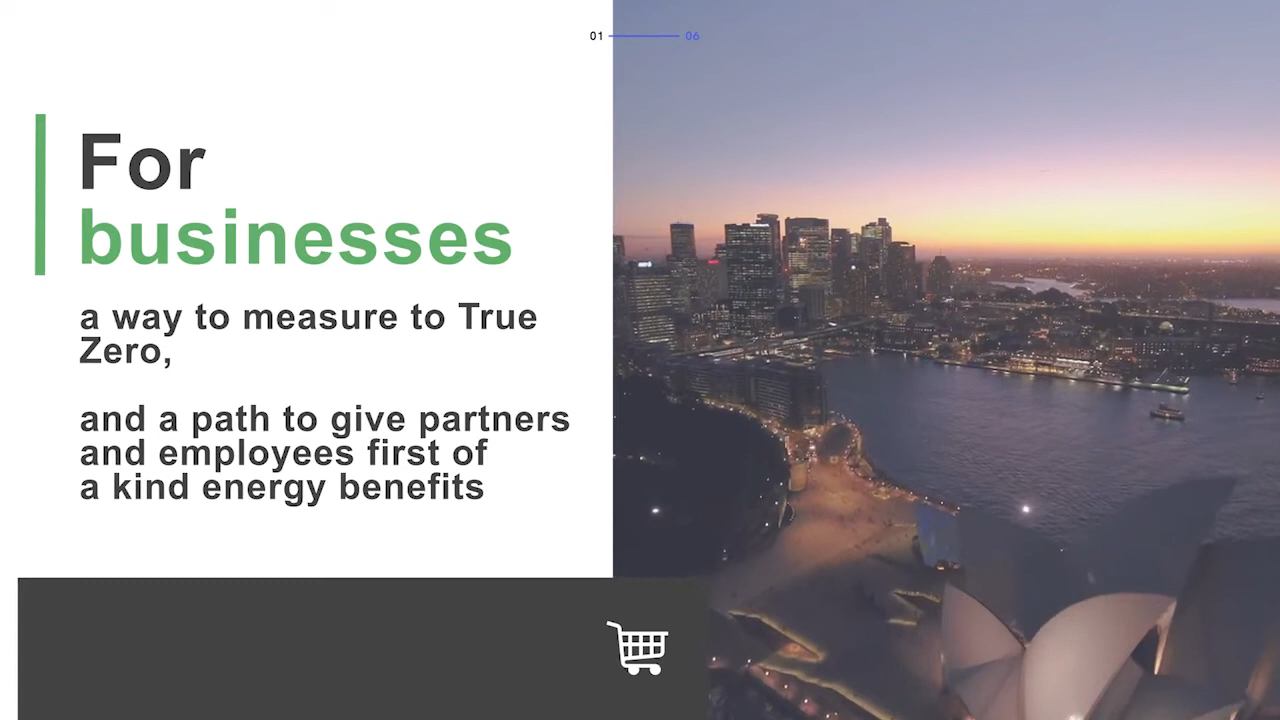 01 06
For
businesses
a way to measure to True
Zero,
and a path to give partners
and employees first of
a kind energy benefits